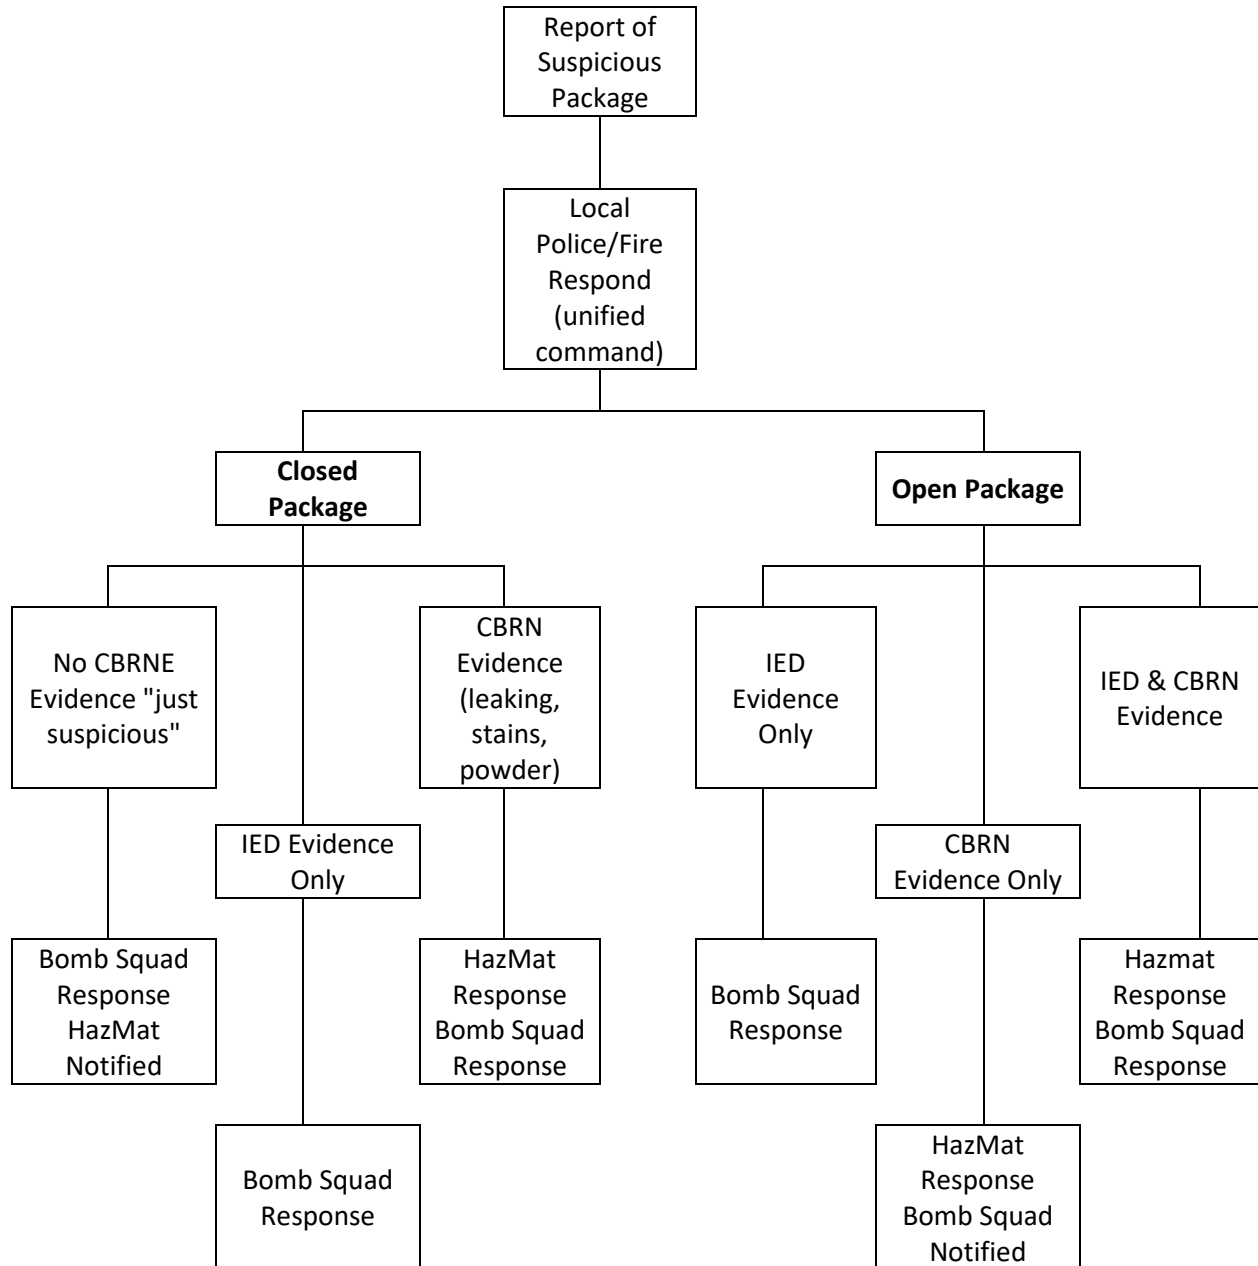 Report of
Suspicious
Package
Local
Police/Fire
Respond
(unified
command)
Closed
Package
Open Package
No CBRNE
Evidence "just
suspicious"
CBRN
Evidence
(leaking,
stains,
powder)
IED
Evidence
Only
IED & CBRN
Evidence
IED Evidence
Only
CBRN
Evidence Only
Bomb Squad
Response
HazMat
Notified
HazMat
Response
Bomb Squad
Response
Bomb Squad
Response
Hazmat
Response
Bomb Squad
Response
Bomb Squad
Response
HazMat
Response
Bomb Squad
Notified